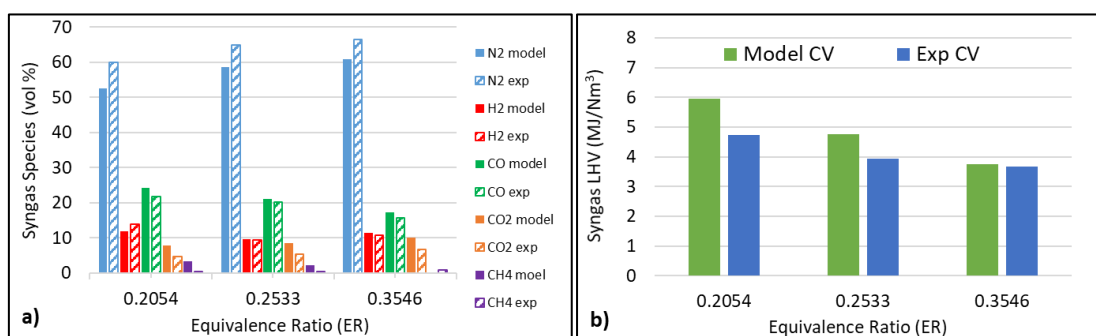 70
60
50
40
30
20
10
0
Syngas Species (vol %)
0.2054 0.2533 0.3546
Equivalence Ratio (ER)
a)
N2 model
N2 exp
H2 model
H2 exp
CO model
CO exp
CO2 model
CO2 exp
CH4 moel
CH4 exp
8
7
6
5
4
3
2
1
0
Syngas LHV (MJ/Nm³)
Model CV Exp CV
0.2054 0.2533 0.3546
Equivalence Ratio (ER)
b)